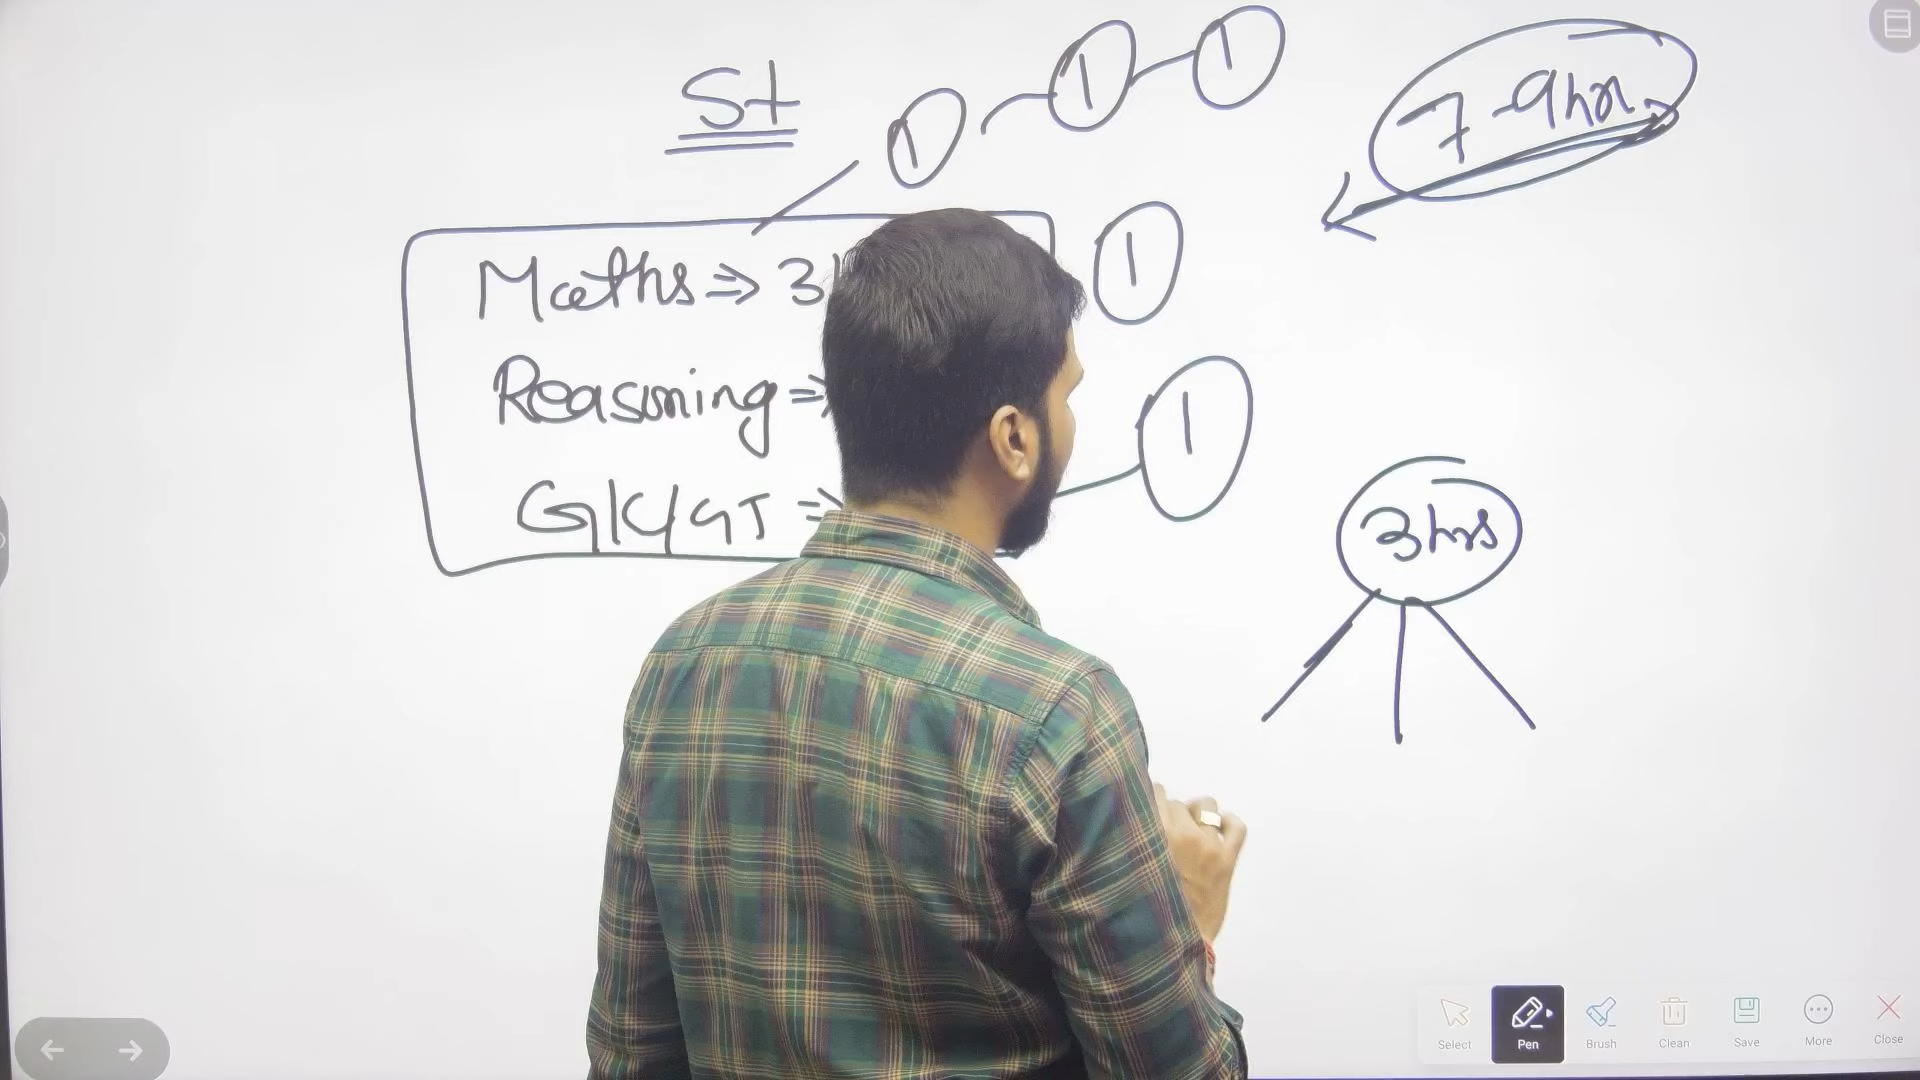 St
1 1 1
7-9hr
Maths => 3
1
Reasoning =>
1
GK/GS =>
3hrs
Select Pen Brush Clean Save More Close